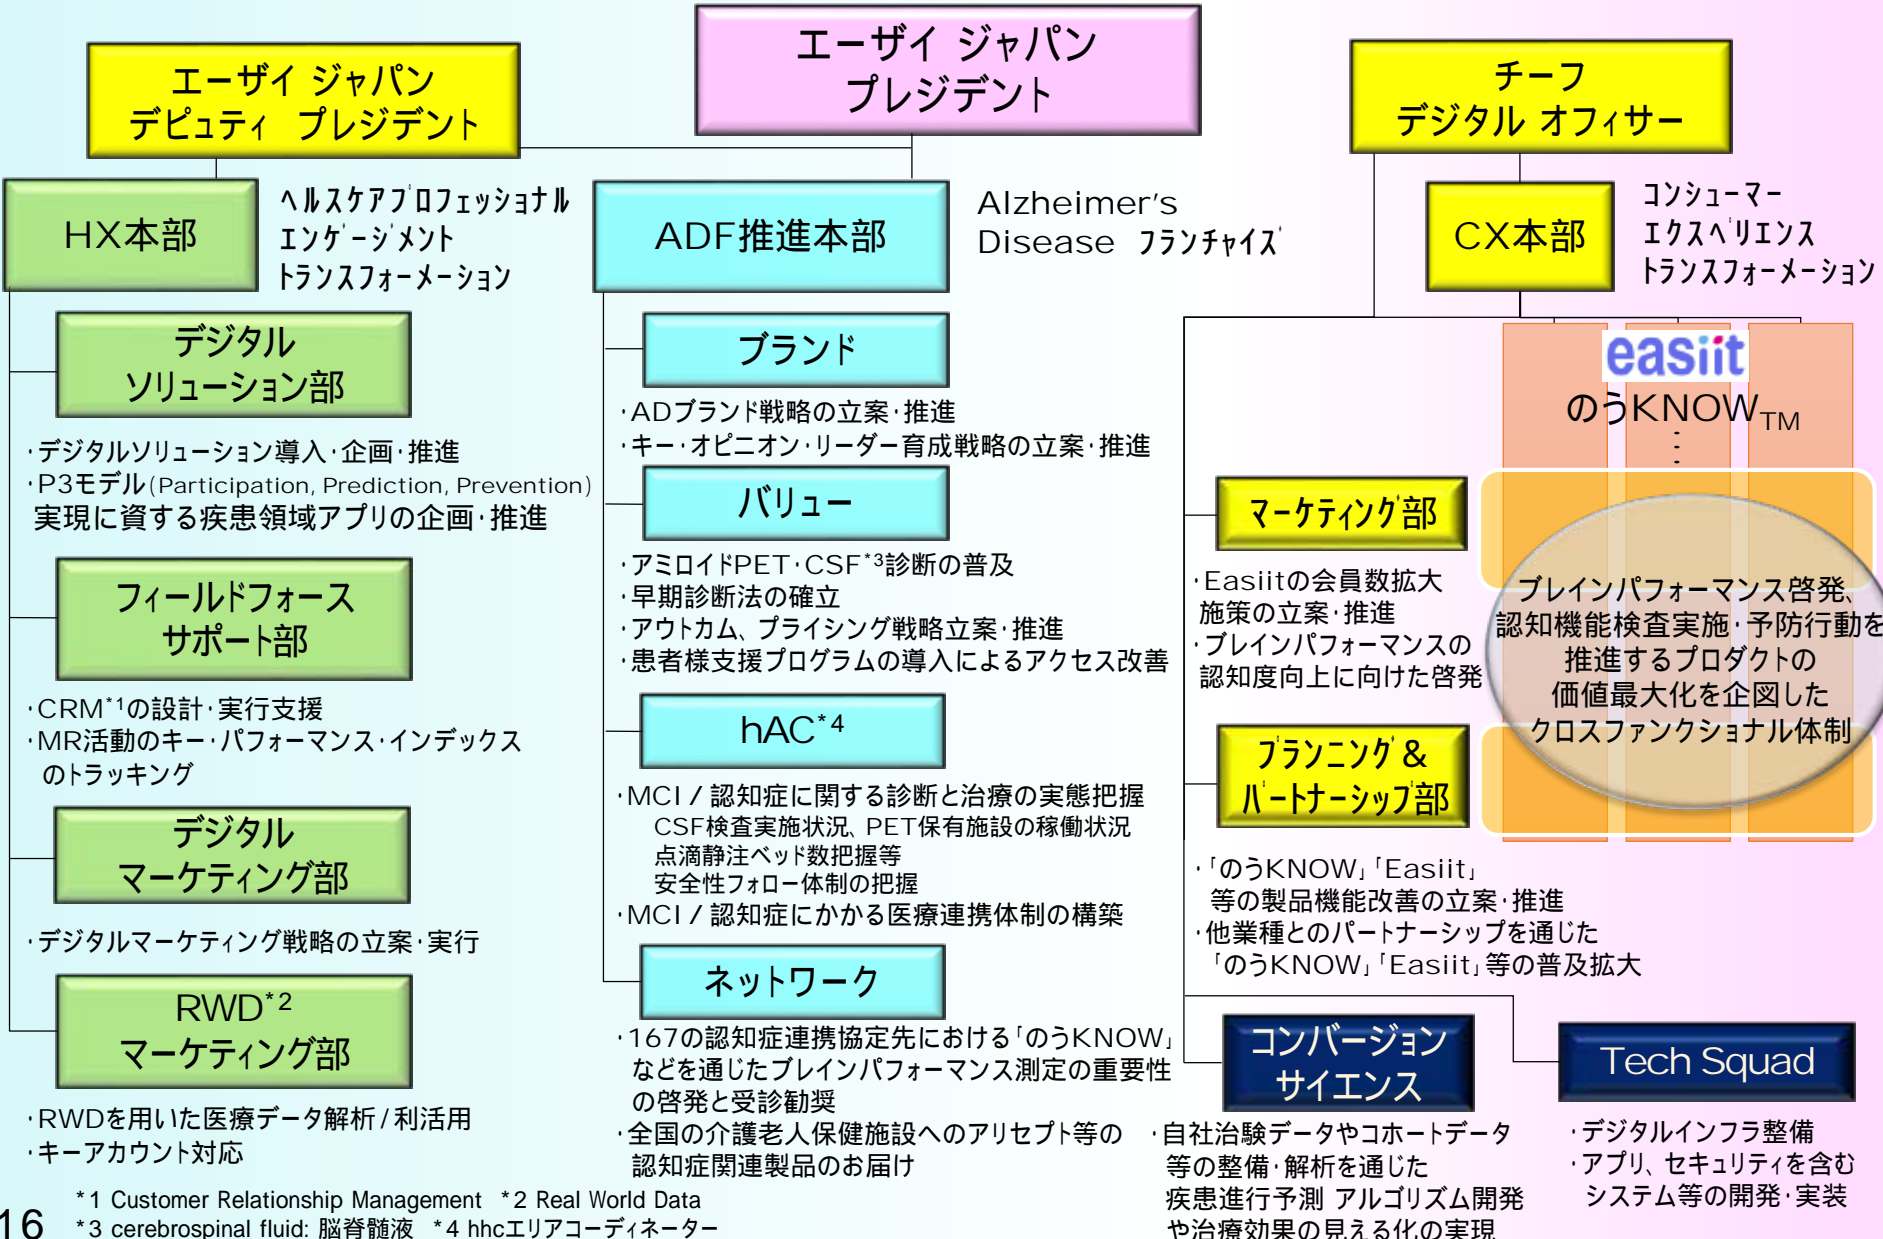 エーザイ ジャパン
プレジデント
エーザイ ジャパン
デピュティ プレジデント
チーフ
デジタル オフィサー
HX本部
ヘルスケアプロフェッショナル
エンゲージメント
トランスフォーメーション
デジタル
ソリューション部
・デジタルソリューション導入・企画・推進
・P3モデル(Participation, Prediction, Prevention)
実現に資する疾患領域アプリの企画・推進
フィールドフォース
サポート部
・CRM*1の設計・実行支援
・MR活動のキー・パフォーマンス・インデックス
のトラッキング
デジタル
マーケティング部
・デジタルマーケティング戦略の立案・実行
RWD*2
マーケティング部
・RWDを用いた医療データ解析/利活用
・キーアカウント対応
ADF推進本部
Alzheimer's
Disease フランチャイズ
ブランド
・ADブランド戦略の立案・推進
・キー・オピニオン・リーダー育成戦略の立案・推進
バリュー
・アミロイドPET・CSF*3診断の普及
・早期診断法の確立
・アウトカム、プライシング戦略立案・推進
・患者様支援プログラムの導入によるアクセス改善
hAC*4
・MCI/認知症に関する診断と治療の実態把握
CSF検査実施状況、PET保有施設の稼働状況
点滴静注ベッド数把握等
安全性フォロー体制の把握
・MCI/認知症にかかる医療連携体制の構築
ネットワーク
・167の認知症連携協定先における「のうKNOW」
などを通じたブレインパフォーマンス測定の重要性
の啓発と受診勧奨
・全国の介護老人保健施設へのアリセプト等の
認知症関連製品のお届け
CX本部
コンシューマー
エクスペリエンス
トランスフォーメーション
easiit
のうKNOWTM
マーケティング部
・Easiitの会員数拡大
施策の立案・推進
・ブレインパフォーマンスの
認知度向上に向けた啓発
ブレインパフォーマンス啓発、
認知機能検査実施・予防行動を
推進するプロダクトの
価値最大化を企図した
クロスファンクショナル体制
プランニング&
パートナーシップ部
・「のうKNOW」「Easiit」
等の製品機能改善の立案・推進
・他業種とのパートナーシップを通じた
「のうKNOW」「Easiit」等の普及拡大
コンバージョン
サイエンス
・自社治験データやコホートデータ
等の整備・解析を通じた
疾患進行予測 アルゴリズム開発
や治療効果の見える化の実現
Tech Squad
・デジタルインフラ整備
・アプリ、セキュリティを含む
システム等の開発・実装
*1 Customer Relationship Management *2 Real World Data
*3 cerebrospinal fluid: 脳脊髄液 *4 hhcエリアコーディネーター
16